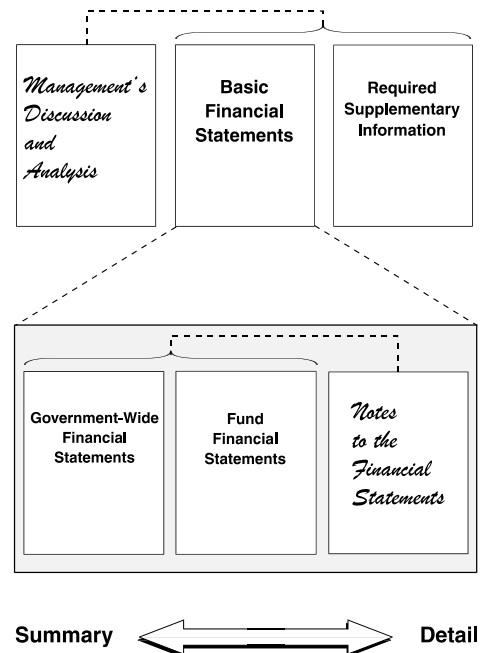 Management's
Discussion
and
Analysis
Basic
Financial
Statements
Required
Supplementary
Information
Government-Wide
Financial
Statements
Fund
Financial
Statements
Notes
to the
Financial
Statements
Summary
Detail